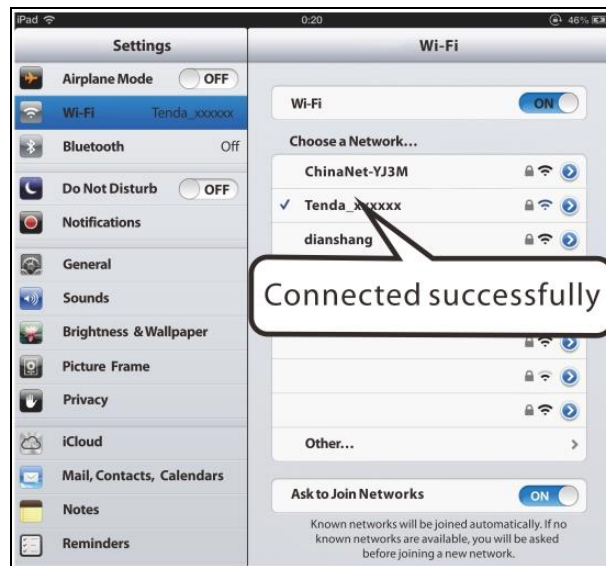 iPad 0:20 46%
Settings
Airplane Mode OFF
Wi-Fi Tenda_xxxxxx
Bluetooth Off
Do Not Disturb OFF
Notifications
General
Sounds
Brightness & Wallpaper
Picture Frame
Privacy
iCloud
Mail, Contacts, Calendars
Notes
Reminders
Wi-Fi
Wi-Fi ON
Choose a Network...
ChinaNet-YJ3M
Tenda_xxxxxx
dianshang
Connected successfully
Other...
Ask to Join Networks ON
Known networks will be joined automatically. If no
known networks are available, you will be asked
before joining a new network.